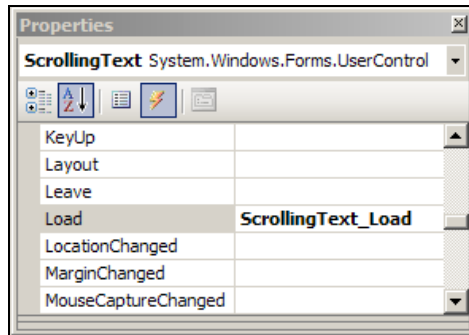 Properties
ScrollingText System.Windows.Forms.UserControl
A
Z
KeyUp
Layout
Leave
Load ScrollingText_Load
LocationChanged
MarginChanged
MouseCaptureChanged